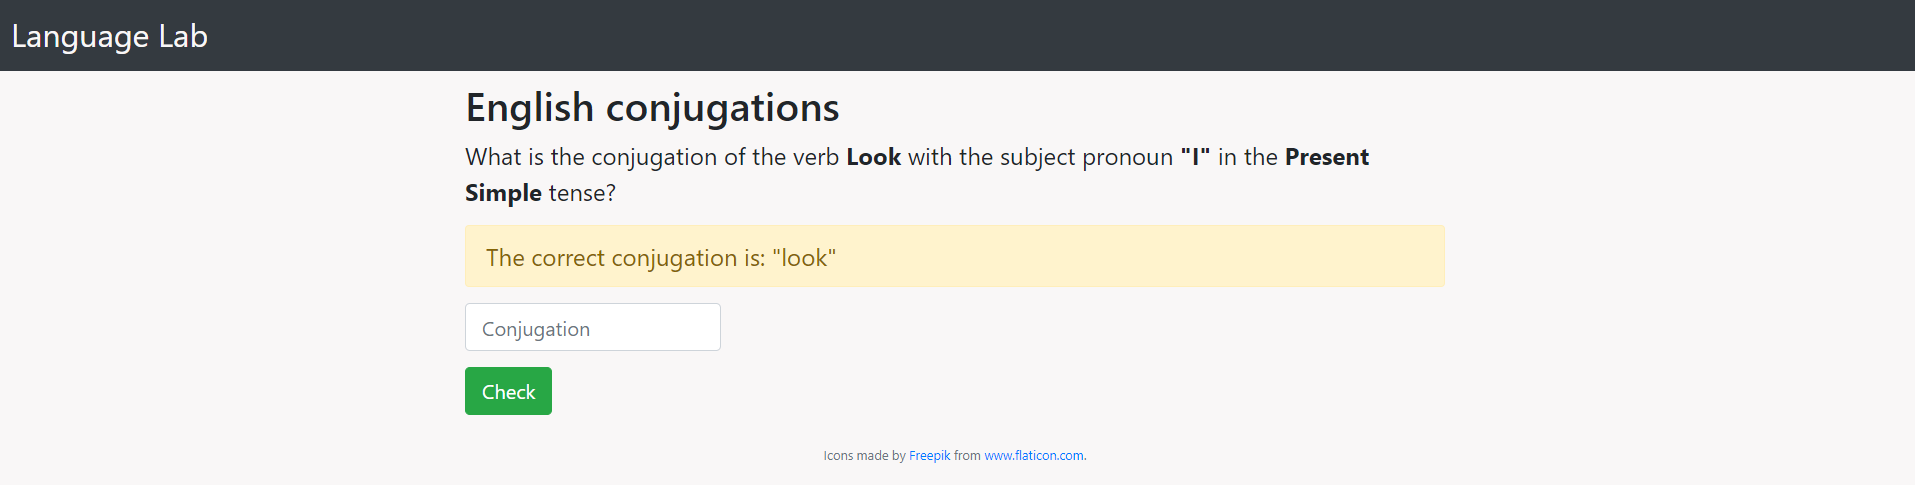 Language Lab
English conjugations
What is the conjugation of the verb Look with the subject pronoun "I" in the Present
Simple tense?
The correct conjugation is: "look"
Conjugation
Check
Icons made by Freepik from www.flaticon.com.